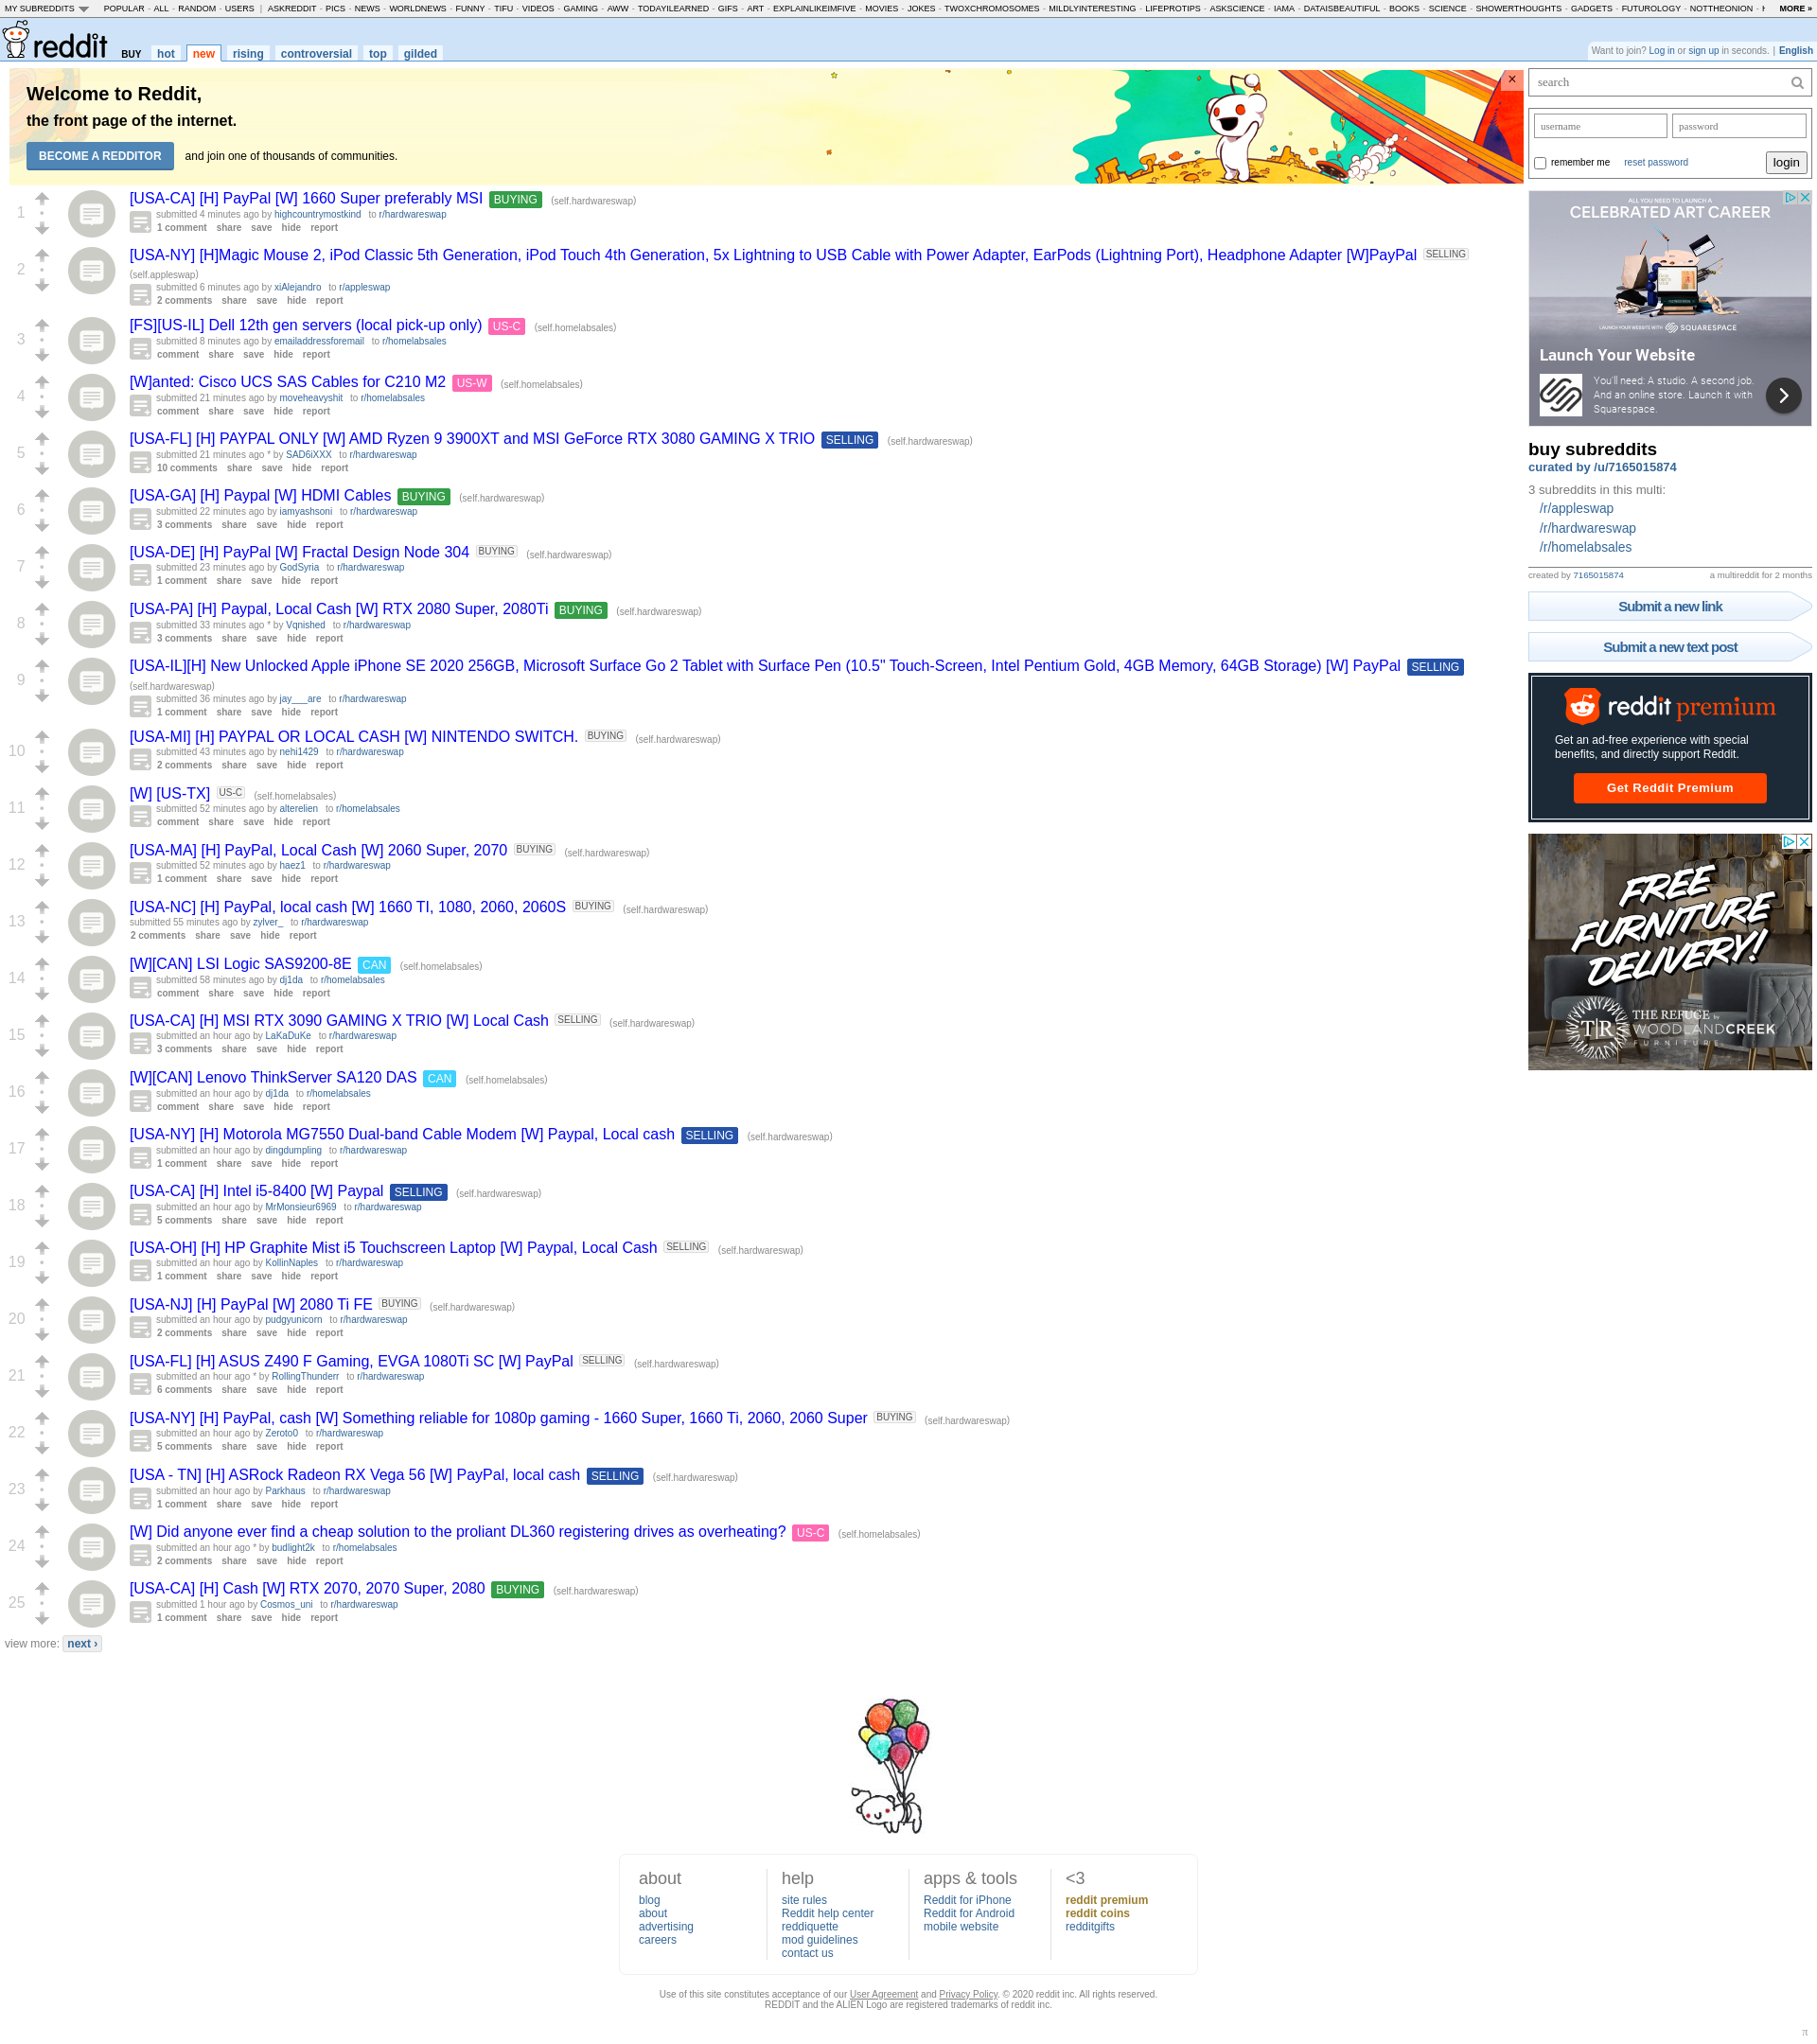 MY SUBREDDITS POPULAR - ALL - RANDOM - USERS | ASKREDDIT - PICS - NEWS - WORLDNEWS - FUNNY - TIFU - VIDEOS - GAMING - AWW - TODAYILEARNED - GIFS - ART - EXPLAINLIKEIMFIVE - MOVIES - JOKES - TWOXCHROMOSOMES - MILDLYINTERESTING - LIFEPROTIPS - ASKSCIENCE - IAMA - DATAISBEAUTIFUL - BOOKS - SCIENCE - SHOWERTHOUGHTS - GADGETS - FUTUROLOGY - NOTTHEONION - MORE »
reddit BUY hot new rising controversial top gilded
Want to join? Log in or sign up in seconds. | English
Welcome to Reddit,
the front page of the internet.
BECOME A REDDITOR and join one of thousands of communities.
1
[USA-CA] [H] PayPal [W] 1660 Super preferably MSI BUYING (self.hardwareswap)
submitted 4 minutes ago by highcountrymostkind to r/hardwareswap
1 comment share save hide report
2
[USA-NY] [H]Magic Mouse 2, iPod Classic 5th Generation, iPod Touch 4th Generation, 5x Lightning to USB Cable with Power Adapter, EarPods (Lightning Port), Headphone Adapter [W]PayPal SELLING
(self.appleswap)
submitted 6 minutes ago by xiAlejandro to r/appleswap
2 comments share save hide report
3
[FS][US-IL] Dell 12th gen servers (local pick-up only) US-C (self.homelabsales)
submitted 8 minutes ago by emailaddressforemail to r/homelabsales
comment share save hide report
4
[W]anted: Cisco UCS SAS Cables for C210 M2 US-W (self.homelabsales)
submitted 21 minutes ago by moveheavyshit to r/homelabsales
comment share save hide report
5
[USA-FL] [H] PAYPAL ONLY [W] AMD Ryzen 9 3900XT and MSI GeForce RTX 3080 GAMING X TRIO SELLING (self.hardwareswap)
submitted 21 minutes ago * by SAD6iXXX to r/hardwareswap
10 comments share save hide report
6
[USA-GA] [H] Paypal [W] HDMI Cables BUYING (self.hardwareswap)
submitted 22 minutes ago by iamyashsoni to r/hardwareswap
3 comments share save hide report
7
[USA-DE] [H] PayPal [W] Fractal Design Node 304 BUYING (self.hardwareswap)
submitted 23 minutes ago by GodSyria to r/hardwareswap
1 comment share save hide report
8
[USA-PA] [H] Paypal, Local Cash [W] RTX 2080 Super, 2080Ti BUYING (self.hardwareswap)
submitted 33 minutes ago * by Vqnished to r/hardwareswap
3 comments share save hide report
9
[USA-IL][H] New Unlocked Apple iPhone SE 2020 256GB, Microsoft Surface Go 2 Tablet with Surface Pen (10.5" Touch-Screen, Intel Pentium Gold, 4GB Memory, 64GB Storage) [W] PayPal SELLING
(self.hardwareswap)
submitted 36 minutes ago by jay___are to r/hardwareswap
1 comment share save hide report
10
[USA-MI] [H] PAYPAL OR LOCAL CASH [W] NINTENDO SWITCH. BUYING (self.hardwareswap)
submitted 43 minutes ago by nehi1429 to r/hardwareswap
2 comments share save hide report
11
[W] [US-TX] US-C (self.homelabsales)
submitted 52 minutes ago by alterelien to r/homelabsales
comment share save hide report
12
[USA-MA] [H] PayPal, Local Cash [W] 2060 Super, 2070 BUYING (self.hardwareswap)
submitted 52 minutes ago by haez1 to r/hardwareswap
1 comment share save hide report
13
[USA-NC] [H] PayPal, local cash [W] 1660 TI, 1080, 2060, 2060S BUYING (self.hardwareswap)
submitted 55 minutes ago by zylver_ to r/hardwareswap
2 comments share save hide report
14
[W][CAN] LSI Logic SAS9200-8E CAN (self.homelabsales)
submitted 58 minutes ago by dj1da to r/homelabsales
comment share save hide report
15
[USA-CA] [H] MSI RTX 3090 GAMING X TRIO [W] Local Cash SELLING (self.hardwareswap)
submitted an hour ago by LaKaDuKe to r/hardwareswap
3 comments share save hide report
16
[W][CAN] Lenovo ThinkServer SA120 DAS CAN (self.homelabsales)
submitted an hour ago by dj1da to r/homelabsales
comment share save hide report
17
[USA-NY] [H] Motorola MG7550 Dual-band Cable Modem [W] Paypal, Local cash SELLING (self.hardwareswap)
submitted an hour ago by dingdumpling to r/hardwareswap
1 comment share save hide report
18
[USA-CA] [H] Intel i5-8400 [W] Paypal SELLING (self.hardwareswap)
submitted an hour ago by MrMonsieur6969 to r/hardwareswap
5 comments share save hide report
19
[USA-OH] [H] HP Graphite Mist i5 Touchscreen Laptop [W] Paypal, Local Cash SELLING (self.hardwareswap)
submitted an hour ago by KollinNaples to r/hardwareswap
1 comment share save hide report
20
[USA-NJ] [H] PayPal [W] 2080 Ti FE BUYING (self.hardwareswap)
submitted an hour ago by pudgyunicorn to r/hardwareswap
2 comments share save hide report
21
[USA-FL] [H] ASUS Z490 F Gaming, EVGA 1080Ti SC [W] PayPal SELLING (self.hardwareswap)
submitted an hour ago * by RollingThunderr to r/hardwareswap
6 comments share save hide report
22
[USA-NY] [H] PayPal, cash [W] Something reliable for 1080p gaming - 1660 Super, 1660 Ti, 2060, 2060 Super BUYING (self.hardwareswap)
submitted an hour ago by Zeroto0 to r/hardwareswap
5 comments share save hide report
23
[USA - TN] [H] ASRock Radeon RX Vega 56 [W] PayPal, local cash SELLING (self.hardwareswap)
submitted an hour ago by Parkhaus to r/hardwareswap
1 comment share save hide report
24
[W] Did anyone ever find a cheap solution to the proliant DL360 registering drives as overheating? US-C (self.homelabsales)
submitted an hour ago * by budlight2k to r/homelabsales
2 comments share save hide report
25
[USA-CA] [H] Cash [W] RTX 2070, 2070 Super, 2080 BUYING (self.hardwareswap)
submitted 1 hour ago by Cosmos_uni to r/hardwareswap
1 comment share save hide report
view more: next ›
search
username password
remember me reset password login
ALL YOU NEED TO LAUNCH A
CELEBRATED ART CAREER
LAUNCH YOUR WEBSITE WITH SQUARESPACE
Launch Your Website
You'll need: A studio. A second job.
And an online store. Launch it with
Squarespace.
buy subreddits
curated by /u/7165015874
3 subreddits in this multi:
/r/appleswap
/r/hardwareswap
/r/homelabsales
created by 7165015874 a multireddit for 2 months
Submit a new link
Submit a new text post
reddit premium
Get an ad-free experience with special
benefits, and directly support Reddit.
Get Reddit Premium
FREE
FURNITURE
DELIVERY!
TR THE REFUGE by
WOODLANDCREEK
FURNITURE
about
blog
about
advertising
careers
help
site rules
Reddit help center
reddiquette
mod guidelines
contact us
apps & tools
Reddit for iPhone
Reddit for Android
mobile website
<3
reddit premium
reddit coins
redditgifts
Use of this site constitutes acceptance of our User Agreement and Privacy Policy. © 2020 reddit inc. All rights reserved.
REDDIT and the ALIEN Logo are registered trademarks of reddit inc.
π